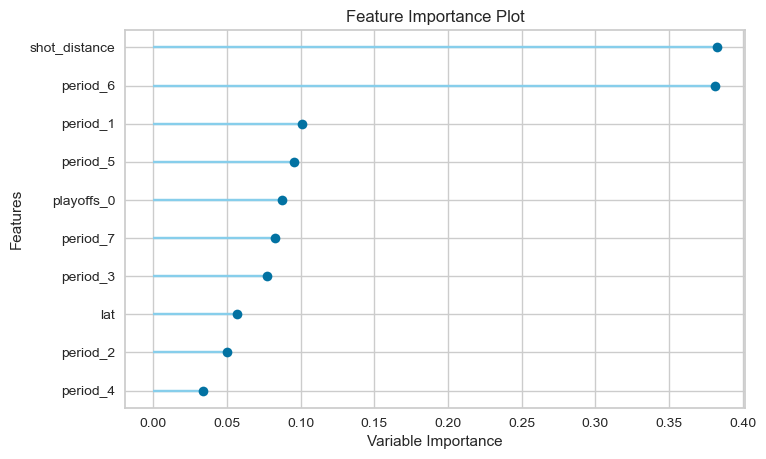 Feature Importance Plot
shot_distance
period_6
period_1
period_5
playoffs_0
period_7
period_3
lat
period_2
period_4
Features
0.00 0.05 0.10 0.15 0.20 0.25 0.30 0.35 0.40
Variable Importance